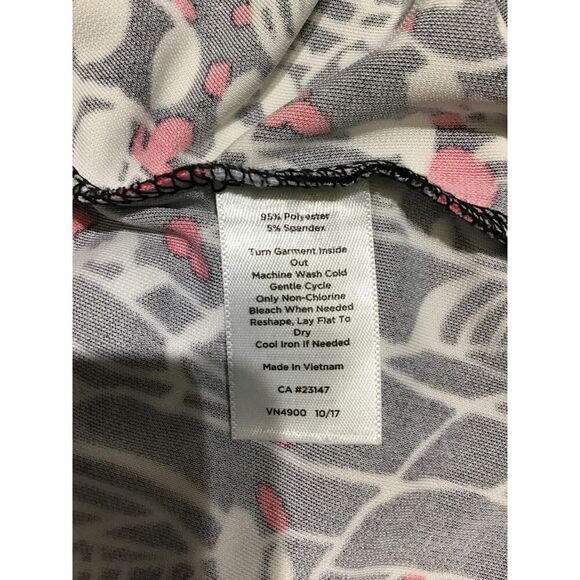 95% Polyester
5% Spandex
Turn Garment Inside
Out
Machine Wash Cold
Gentle Cycle
Only Non-Chlorine
Bleach When Needed
Reshape, Lay Flat To
Dry
Cool Iron If Needed
Made In Vietnam
CA #23147
VN4900 10/17